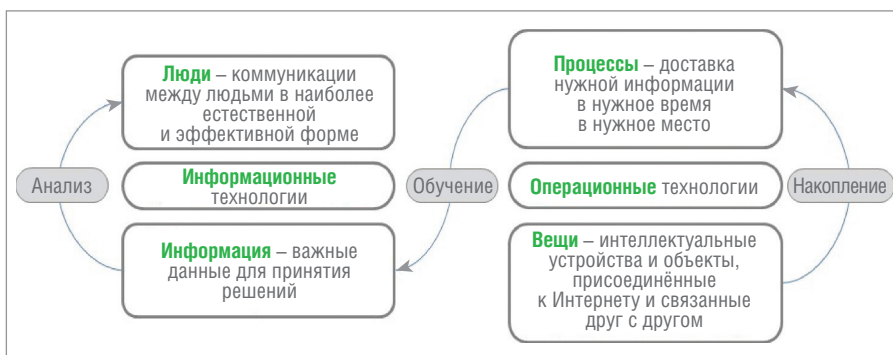 Люди – коммуникации
между людьми в наиболее
естественной
и эффективной форме
Процессы – доставка
нужной информации
в нужное время
в нужное место
Анализ
Информационные
технологии
Обучение
Операционные технологии
Накопление
Информация – важные
данные для принятия
решений
Вещи – интеллектуальные
устройства и объекты,
присоединённые
к Интернету и связанные
друг с другом